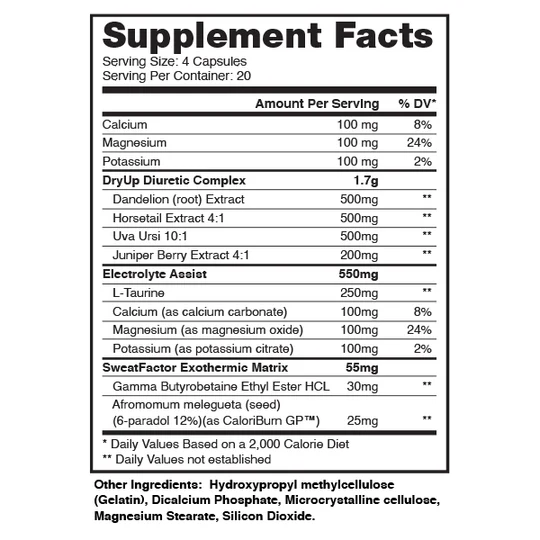 Supplement Facts
Serving Size: 4 Capsules
Serving Per Container: 20
Amount Per Serving % DV*
Calcium 100 mg 8%
Magnesium 100 mg 24%
Potassium 100 mg 2%
DryUp Diuretic Complex 1.7g
Dandelion (root) Extract 500mg **
Horsetail Extract 4:1 500mg **
Uva Ursi 10:1 500mg **
Juniper Berry Extract 4:1 200mg **
Electrolyte Assist 550mg
L-Taurine 250mg **
Calcium (as calcium carbonate) 100mg 8%
Magnesium (as magnesium oxide) 100mg 24%
Potassium (as potassium citrate) 100mg 2%
SweatFactor Exothermic Matrix 55mg
Gamma Butyrobetaine Ethyl Ester HCL 30mg **
Afromomum melegueta (seed)
(6-paradol 12%)(as CaloriBurn GP™) 25mg **
* Daily Values Based on a 2,000 Calorie Diet
** Daily Values not established
Other Ingredients: Hydroxypropyl methylcellulose
(Gelatin), Dicalcium Phosphate, Microcrystalline cellulose,
Magnesium Stearate, Silicon Dioxide.